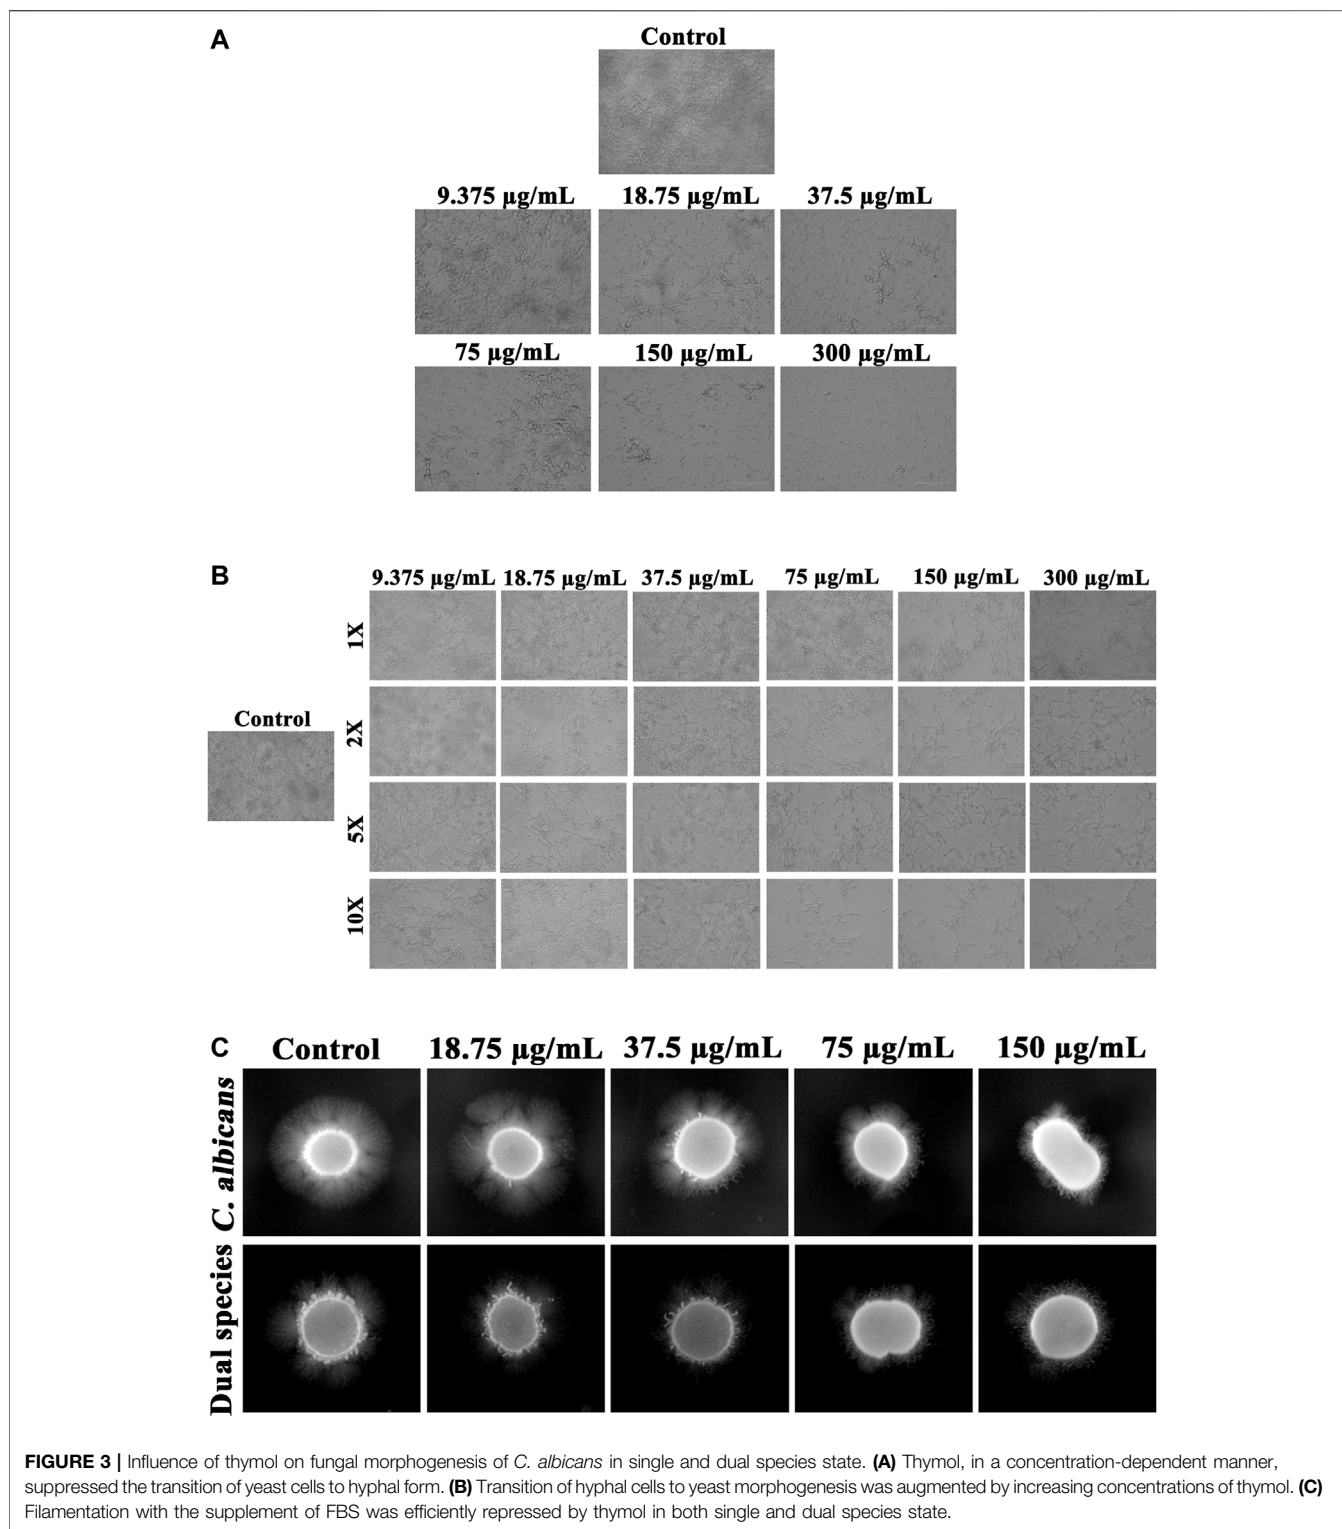 A
Control
9.375 µg/mL 18.75 µg/mL 37.5 µg/mL
75 µg/mL 150 µg/mL 300 µg/mL
B
9.375 µg/mL 18.75 µg/mL 37.5 µg/mL 75 µg/mL 150 µg/mL 300 µg/mL
1X
2X
Control
5X
10X
C
Control 18.75 µg/mL 37.5 µg/mL 75 µg/mL 150 µg/mL
C. albicans
Dual species
FIGURE 3 | Influence of thymol on fungal morphogenesis of C. albicans in single and dual species state. (A) Thymol, in a concentration-dependent manner,
suppressed the transition of yeast cells to hyphal form. (B) Transition of hyphal cells to yeast morphogenesis was augmented by increasing concentrations of thymol. (C)
Filamentation with the supplement of FBS was efficiently repressed by thymol in both single and dual species state.